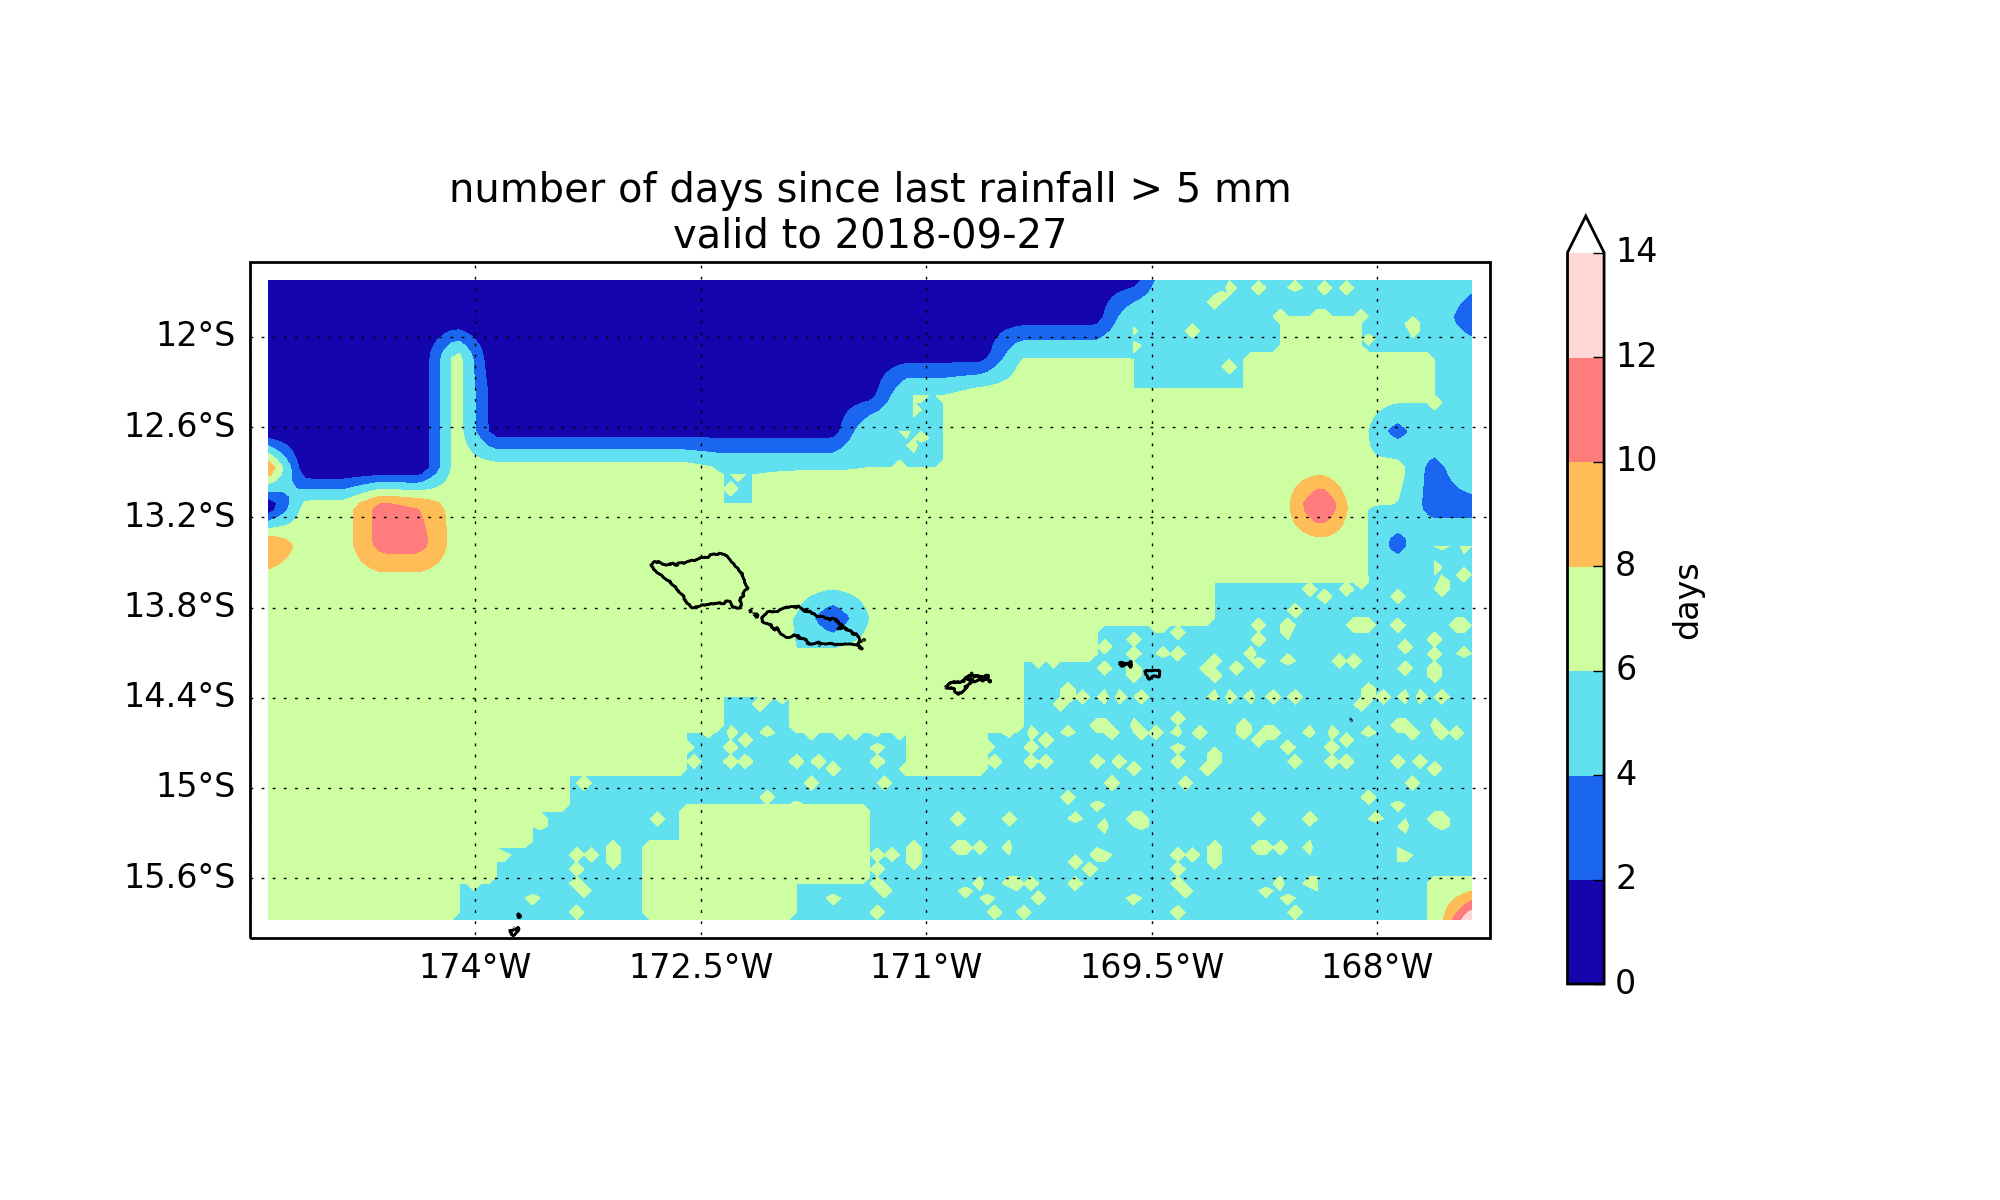 number of days since last rainfall > 5 mm
valid to 2018-09-27
12°S
12.6°S
13.2°S
13.8°S
14.4°S
15°S
15.6°S
174°W
172.5°W
171°W
169.5°W
168°W
14
12
10
8
6
4
2
0
days